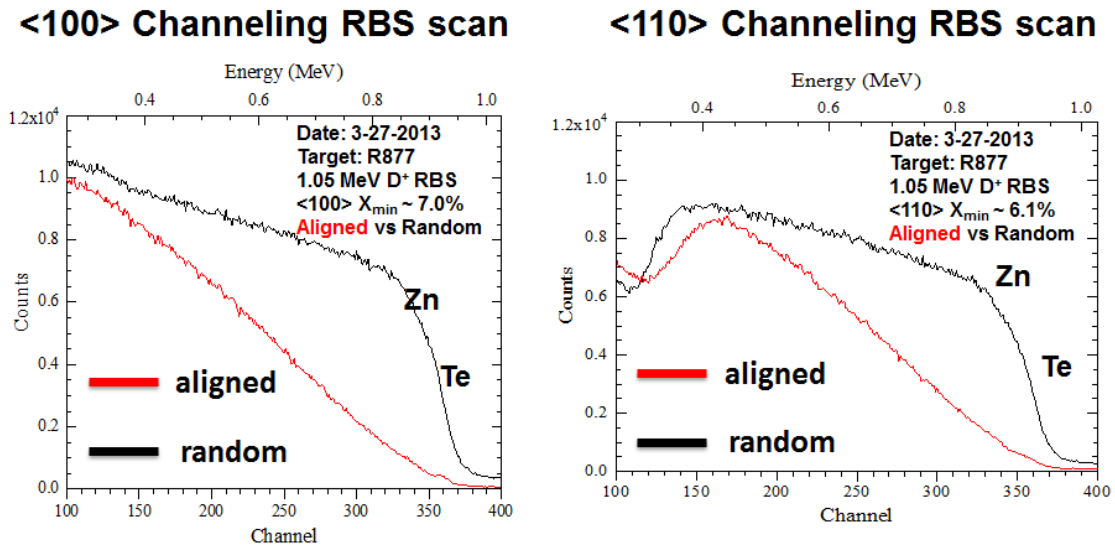 <100> Channeling RBS scan
Energy (MeV)
0.4 0.6 0.8 1.0
1.2x10⁴
1.0
0.8
0.6
0.4
0.2
0.0
Counts
Date: 3-27-2013
Target: R877
1.05 MeV D⁺ RBS
<100> Xmin ~ 7.0%
Aligned vs Random
Zn
Te
aligned
random
100 150 200 250 300 350 400
Channel
<110> Channeling RBS scan
Energy (MeV)
0.4 0.6 0.8 1.0
1.2x10⁴
1.0
0.8
0.6
0.4
0.2
0.0
Counts
Date: 3-27-2013
Target: R877
1.05 MeV D⁺ RBS
<110> Xmin ~ 6.1%
Aligned vs Random
Zn
Te
aligned
random
100 150 200 250 300 350 400
Channel